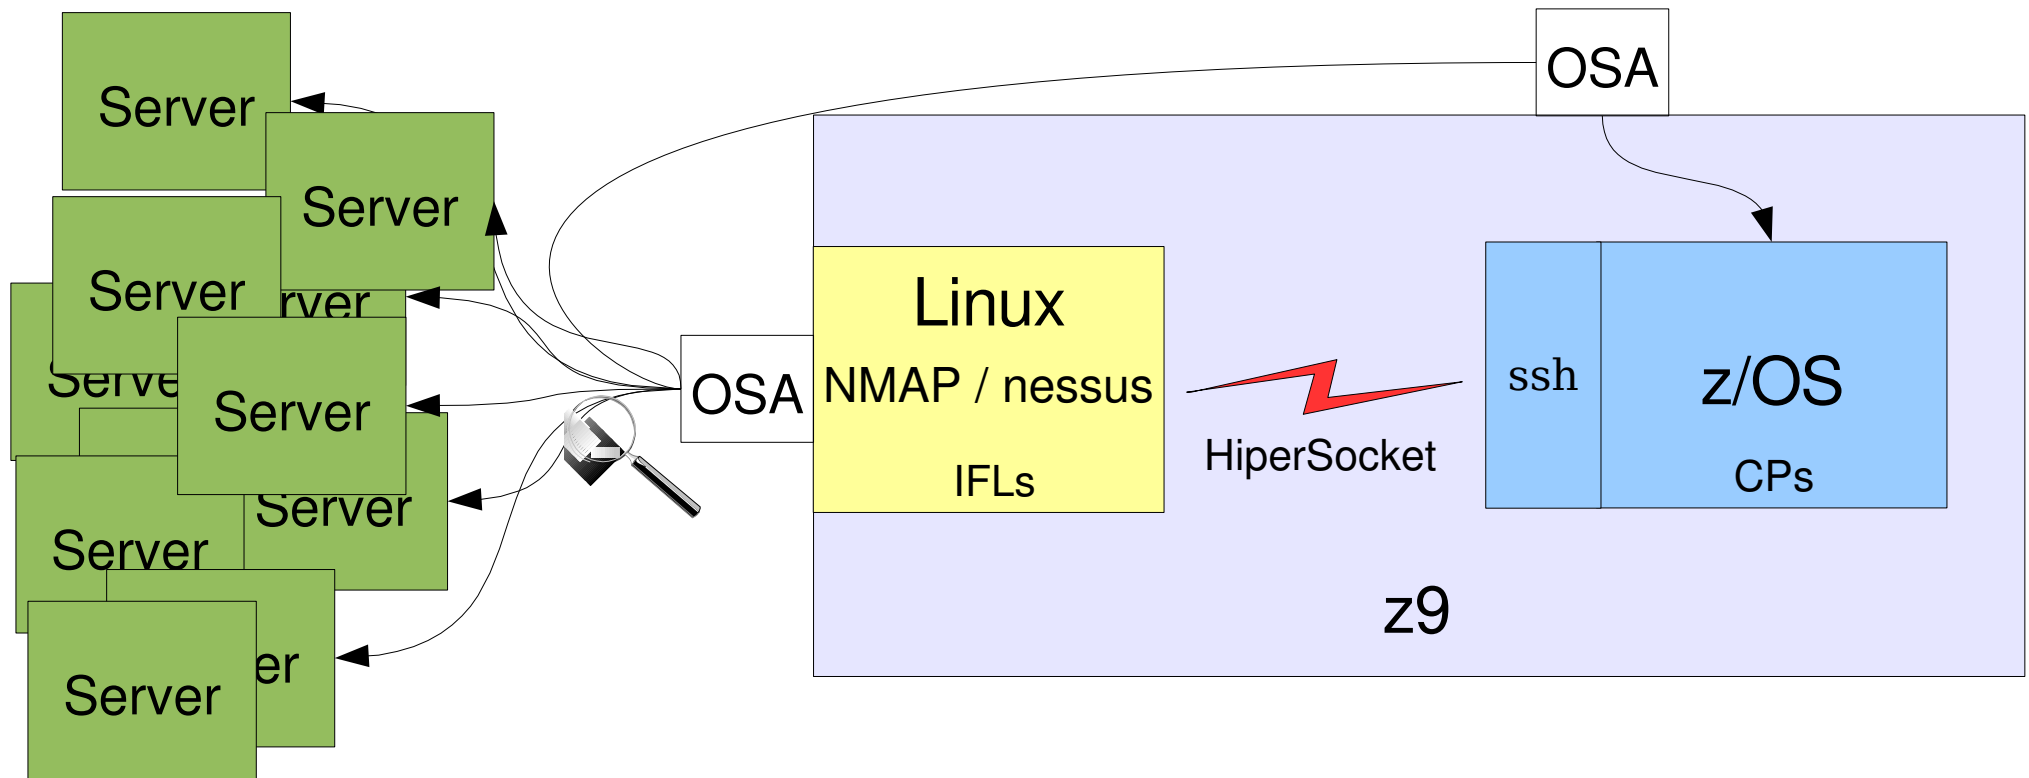 Server
Server
Server
rver
Serve
Server
Server
Server
er
Server
OSA
OSA
Linux
NMAP / nessus
IFLs
HiperSocket
ssh
z/OS
CPs
z9